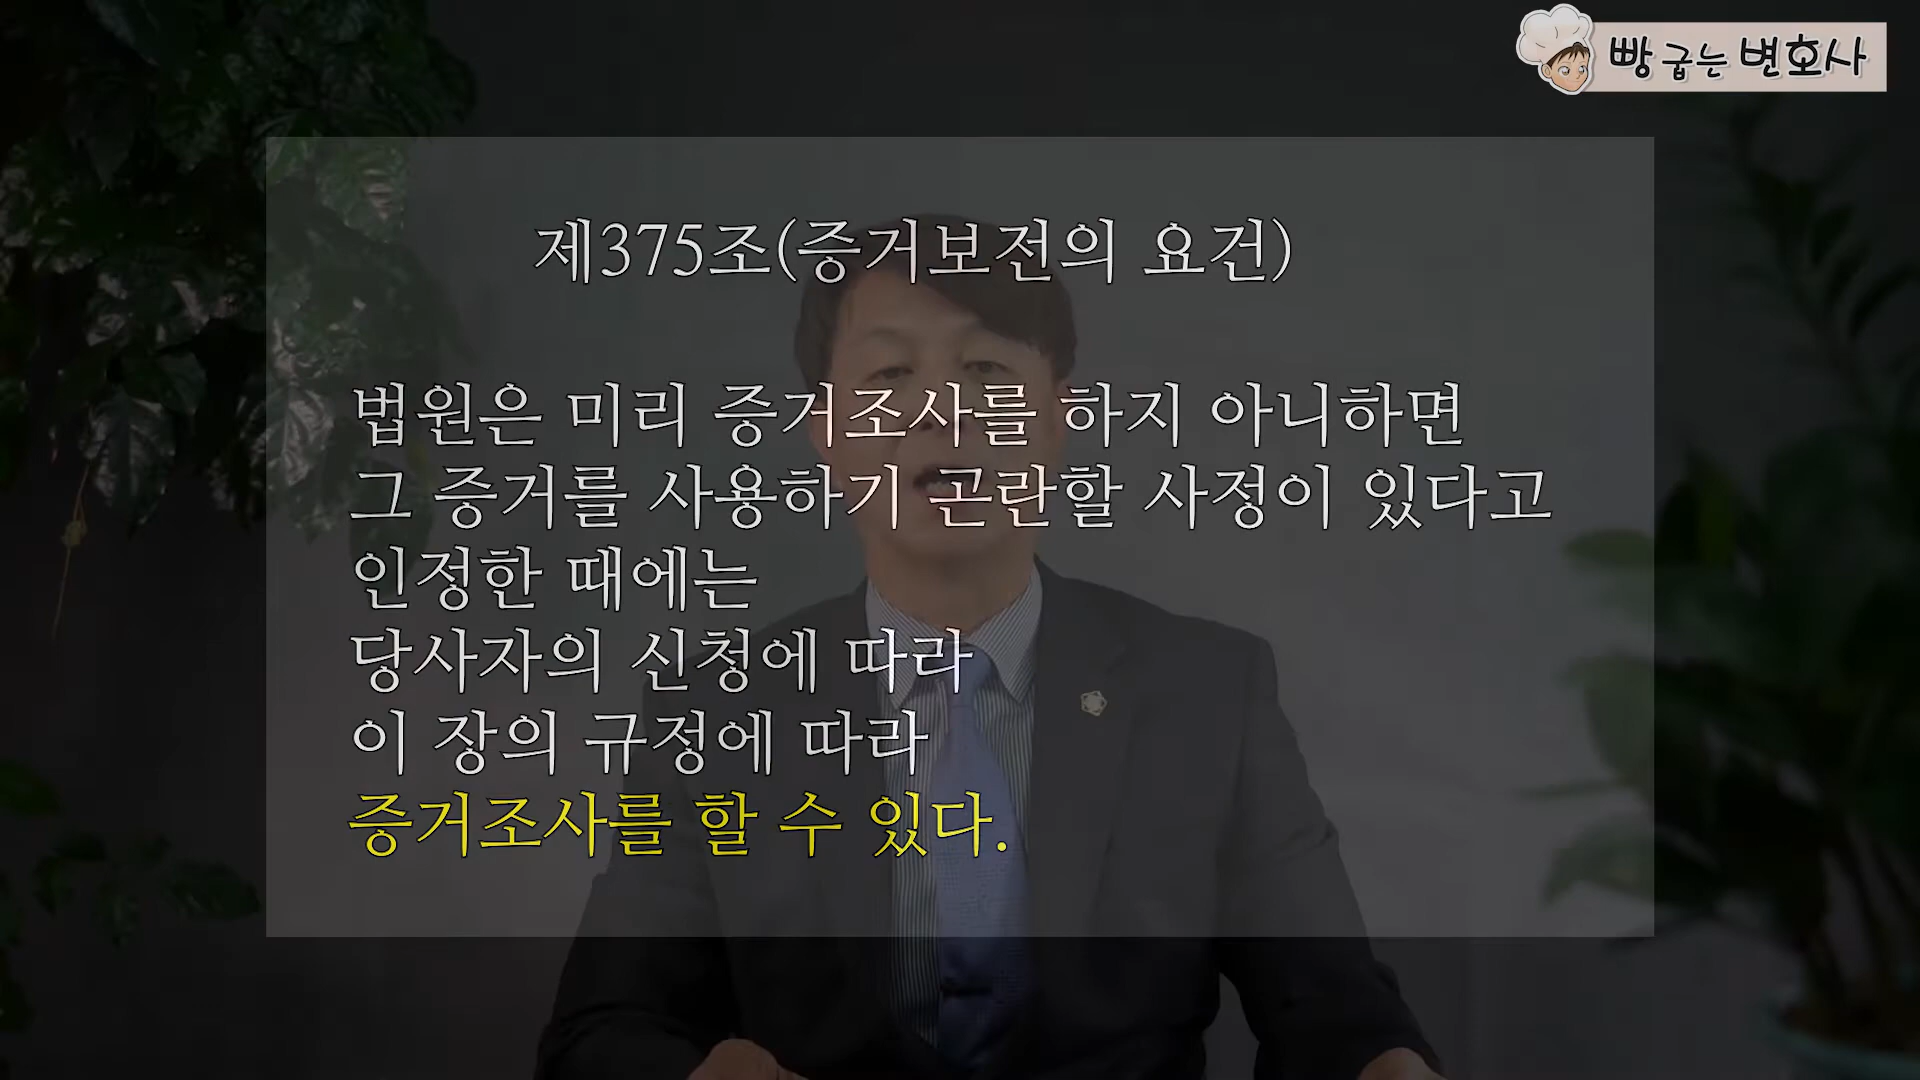 빵 굽는 변호사
제375조(증거보전의 요건)
법원은 미리 증거조사를 하지 아니하면
그 증거를 사용하기 곤란할 사정이 있다고
인정한 때에는
당사자의 신청에 따라
이 장의 규정에 따라
증거조사를 할 수 있다.